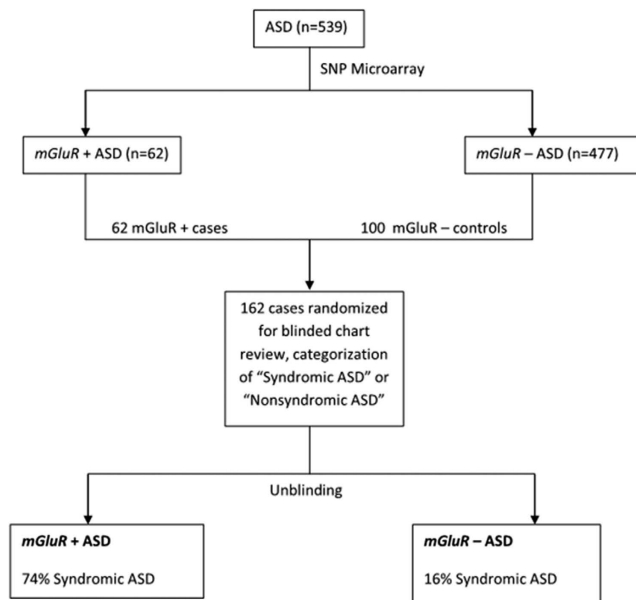 ASD (n=539)
SNP Microarray
mGluR + ASD (n=62)
mGluR – ASD (n=477)
62 mGluR + cases
100 mGluR – controls
162 cases randomized
for blinded chart
review, categorization
of “Syndromic ASD” or
“Nonsyndromic ASD”
Unblinding
mGluR + ASD
74% Syndromic ASD
mGluR – ASD
16% Syndromic ASD